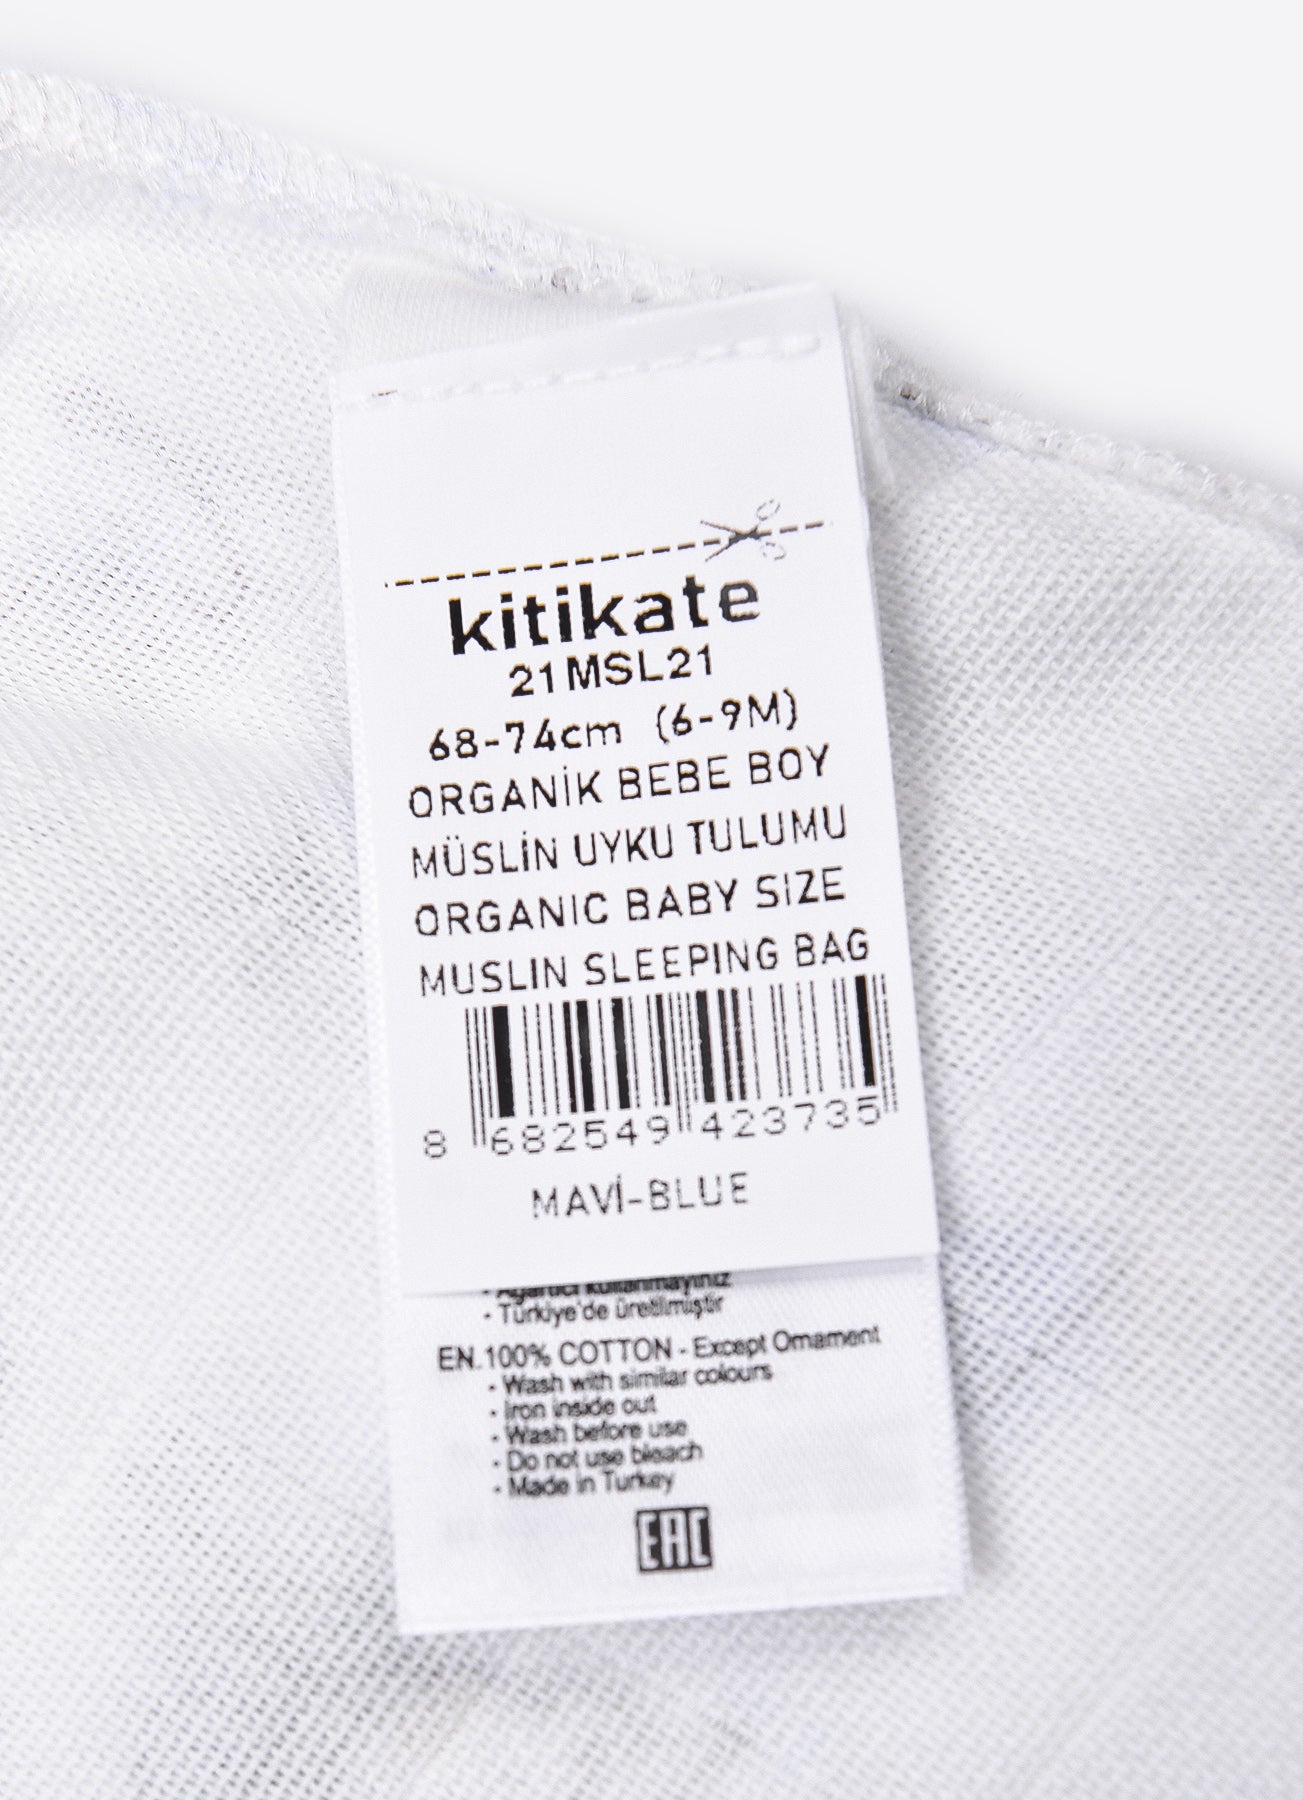 kitikate
21MSL21
68-74cm (6-9M)
ORGANİK BEBE BOY
MÜSLİN UYKU TULUMU
ORGANIC BABY SIZE
MUSLIN SLEEPING BAG
8 682549 423735
MAVİ-BLUE
- Ağartıcı kullanmayınız
- Türkiye'de üretilmiştir
EN. 100% COTTON - Except Ornament
- Wash with similar colours
- Iron inside out
- Wash before use
- Do not use bleach
- Made in Turkey
EAC